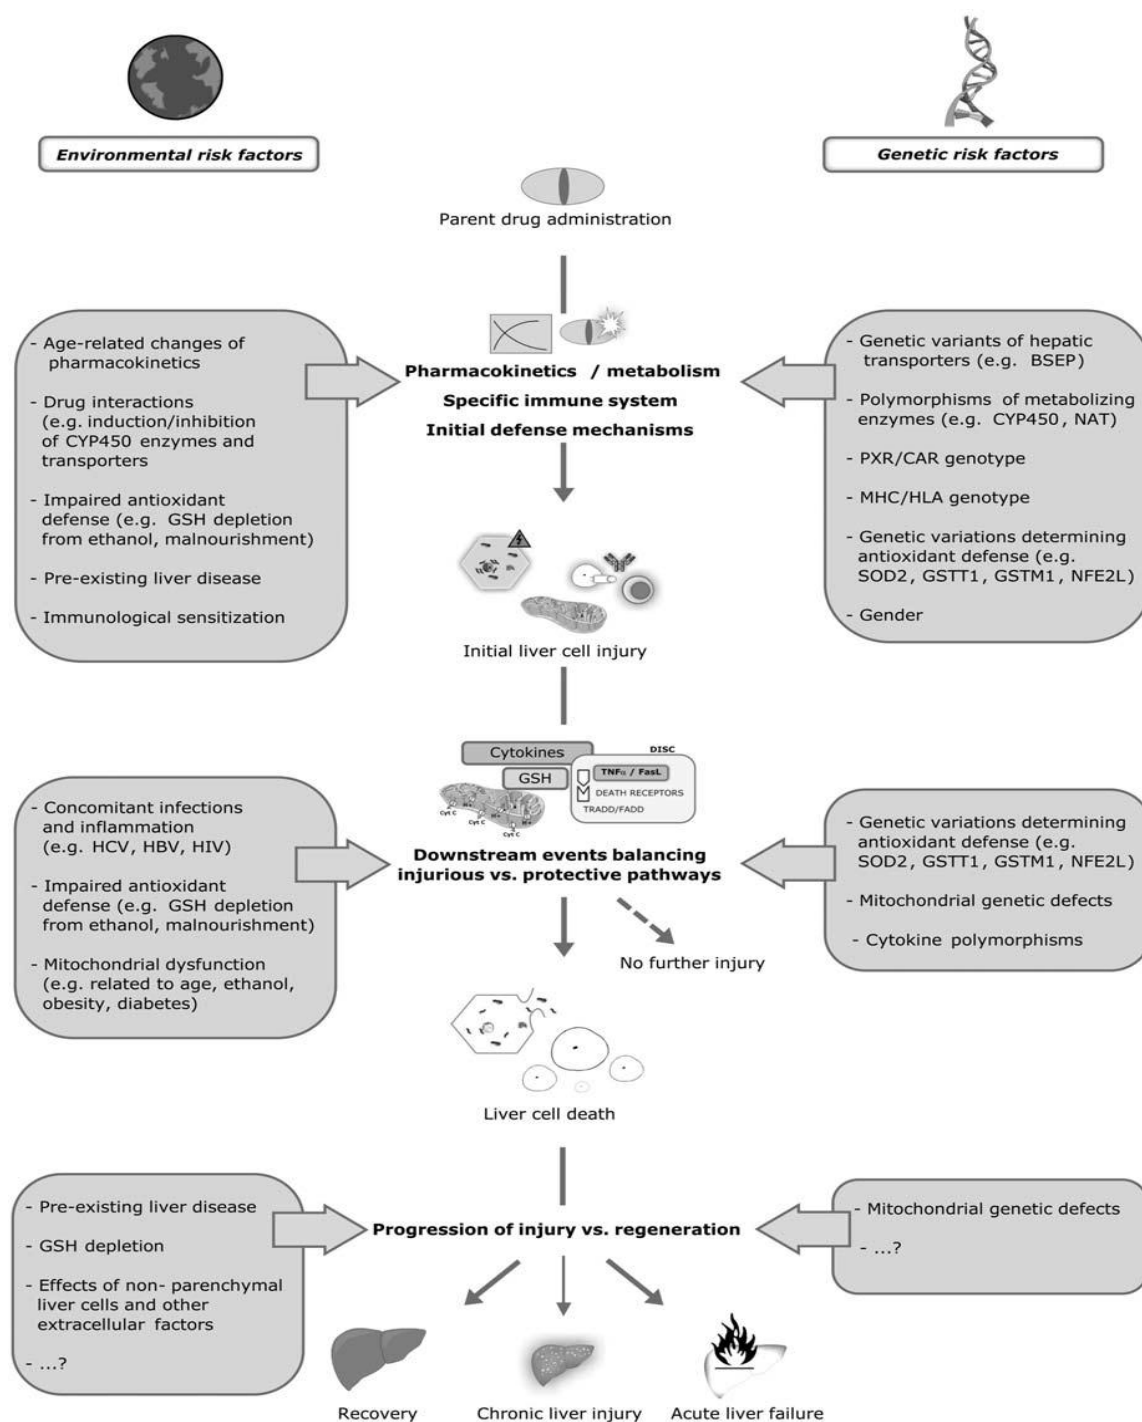 Environmental risk factors
Genetic risk factors
Parent drug administration
- Age-related changes of
pharmacokinetics
- Drug interactions
(e.g. induction/inhibition
of CYP450 enzymes and
transporters
- Impaired antioxidant
defense (e.g. GSH depletion
from ethanol, malnourishment)
- Pre-existing liver disease
- Immunological sensitization
Pharmacokinetics / metabolism
Specific immune system
Initial defense mechanisms
- Genetic variants of hepatic
transporters (e.g. BSEP)
- Polymorphisms of metabolizing
enzymes (e.g. CYP450, NAT)
- PXR/CAR genotype
- MHC/HLA genotype
- Genetic variations determining
antioxidant defense (e.g.
SOD2, GSTT1, GSTM1, NFE2L)
- Gender
Initial liver cell injury
Cytokines
GSH
DISC
TNFα / FasL
DEATH RECEPTORS
TRADD/FADD
Cyt C
Cyt C
Cyt C
- Concomitant infections
and inflammation
(e.g. HCV, HBV, HIV)
- Impaired antioxidant
defense (e.g. GSH depletion
from ethanol, malnourishment)
- Mitochondrial dysfunction
(e.g. related to age, ethanol,
obesity, diabetes)
Downstream events balancing
injurious vs. protective pathways
- Genetic variations determining
antioxidant defense (e.g.
SOD2, GSTT1, GSTM1, NFE2L)
- Mitochondrial genetic defects
- Cytokine polymorphisms
No further injury
Liver cell death
- Pre-existing liver disease
- GSH depletion
- Effects of non- parenchymal
liver cells and other
extracellular factors
- ...?
Progression of injury vs. regeneration
- Mitochondrial genetic defects
- ...?
Recovery
Chronic liver injury
Acute liver failure